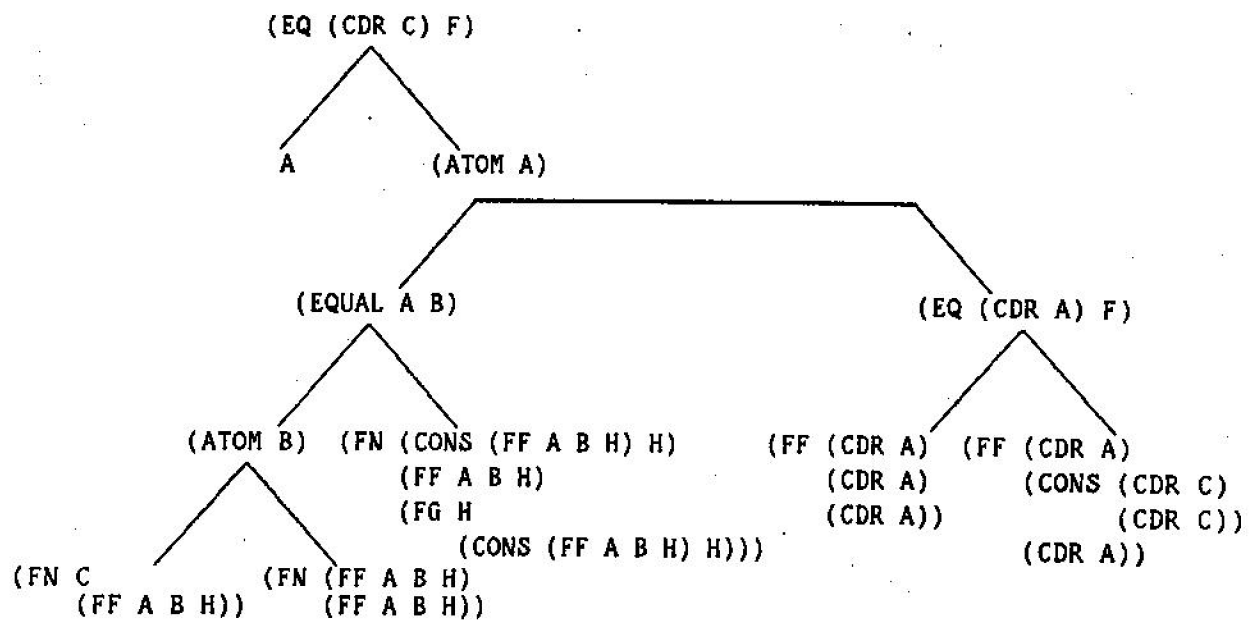 (EQ (CDR C) F)
A (ATOM A)
(EQUAL A B) (EQ (CDR A) F)
(ATOM B) (FN (CONS (FF A B H) H) (FF (CDR A) (FF (CDR A)
(FF A B H) (CDR A) (CONS (CDR C)
(FG H (CDR A)) (CDR C))
(CONS (FF A B H) H))) (CDR A))
(FN C (FN (FF A B H)
(FF A B H)) (FF A B H))